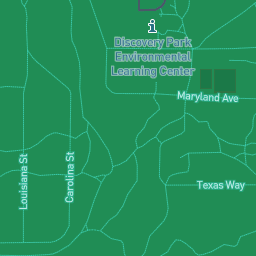 Discovery Park
Environmental
Learning Center
Maryland Ave
Louisiana St
Carolina St
Texas Way